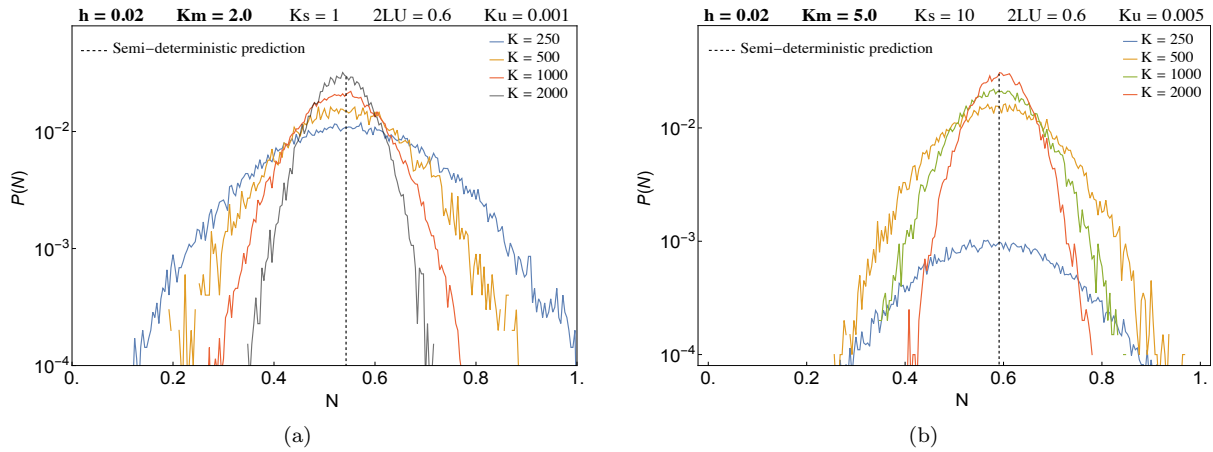 h = 0.02 Km = 2.0 Ks = 1 2LU = 0.6 Ku = 0.001
Semi-deterministic prediction
K = 250
K = 500
K = 1000
K = 2000
10⁻²
10⁻³
10⁻⁴
P(N)
0. 0.2 0.4 0.6 0.8 1.
N
(a)
h = 0.02 Km = 5.0 Ks = 10 2LU = 0.6 Ku = 0.005
Semi-deterministic prediction
K = 250
K = 500
K = 1000
K = 2000
10⁻²
10⁻³
10⁻⁴
P(N)
0. 0.2 0.4 0.6 0.8 1.
N
(b)